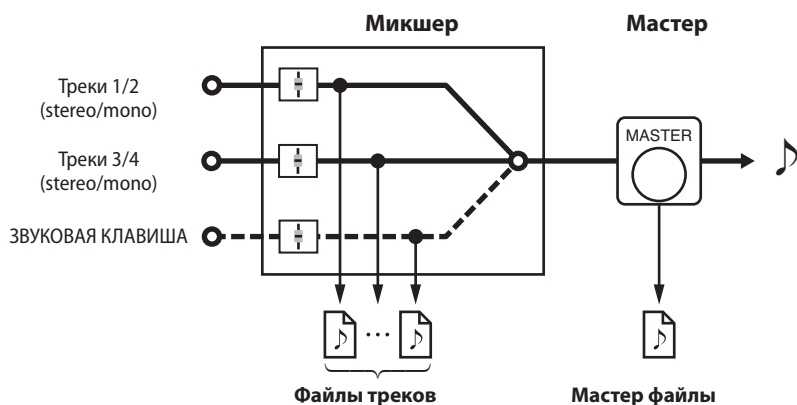 Микшер
Мастер
Треки 1/2
(stereo/mono)
MASTER
Треки 3/4
(stereo/mono)
ЗВУКОВАЯ КЛАВИША
...
Файлы треков
Мастер файлы